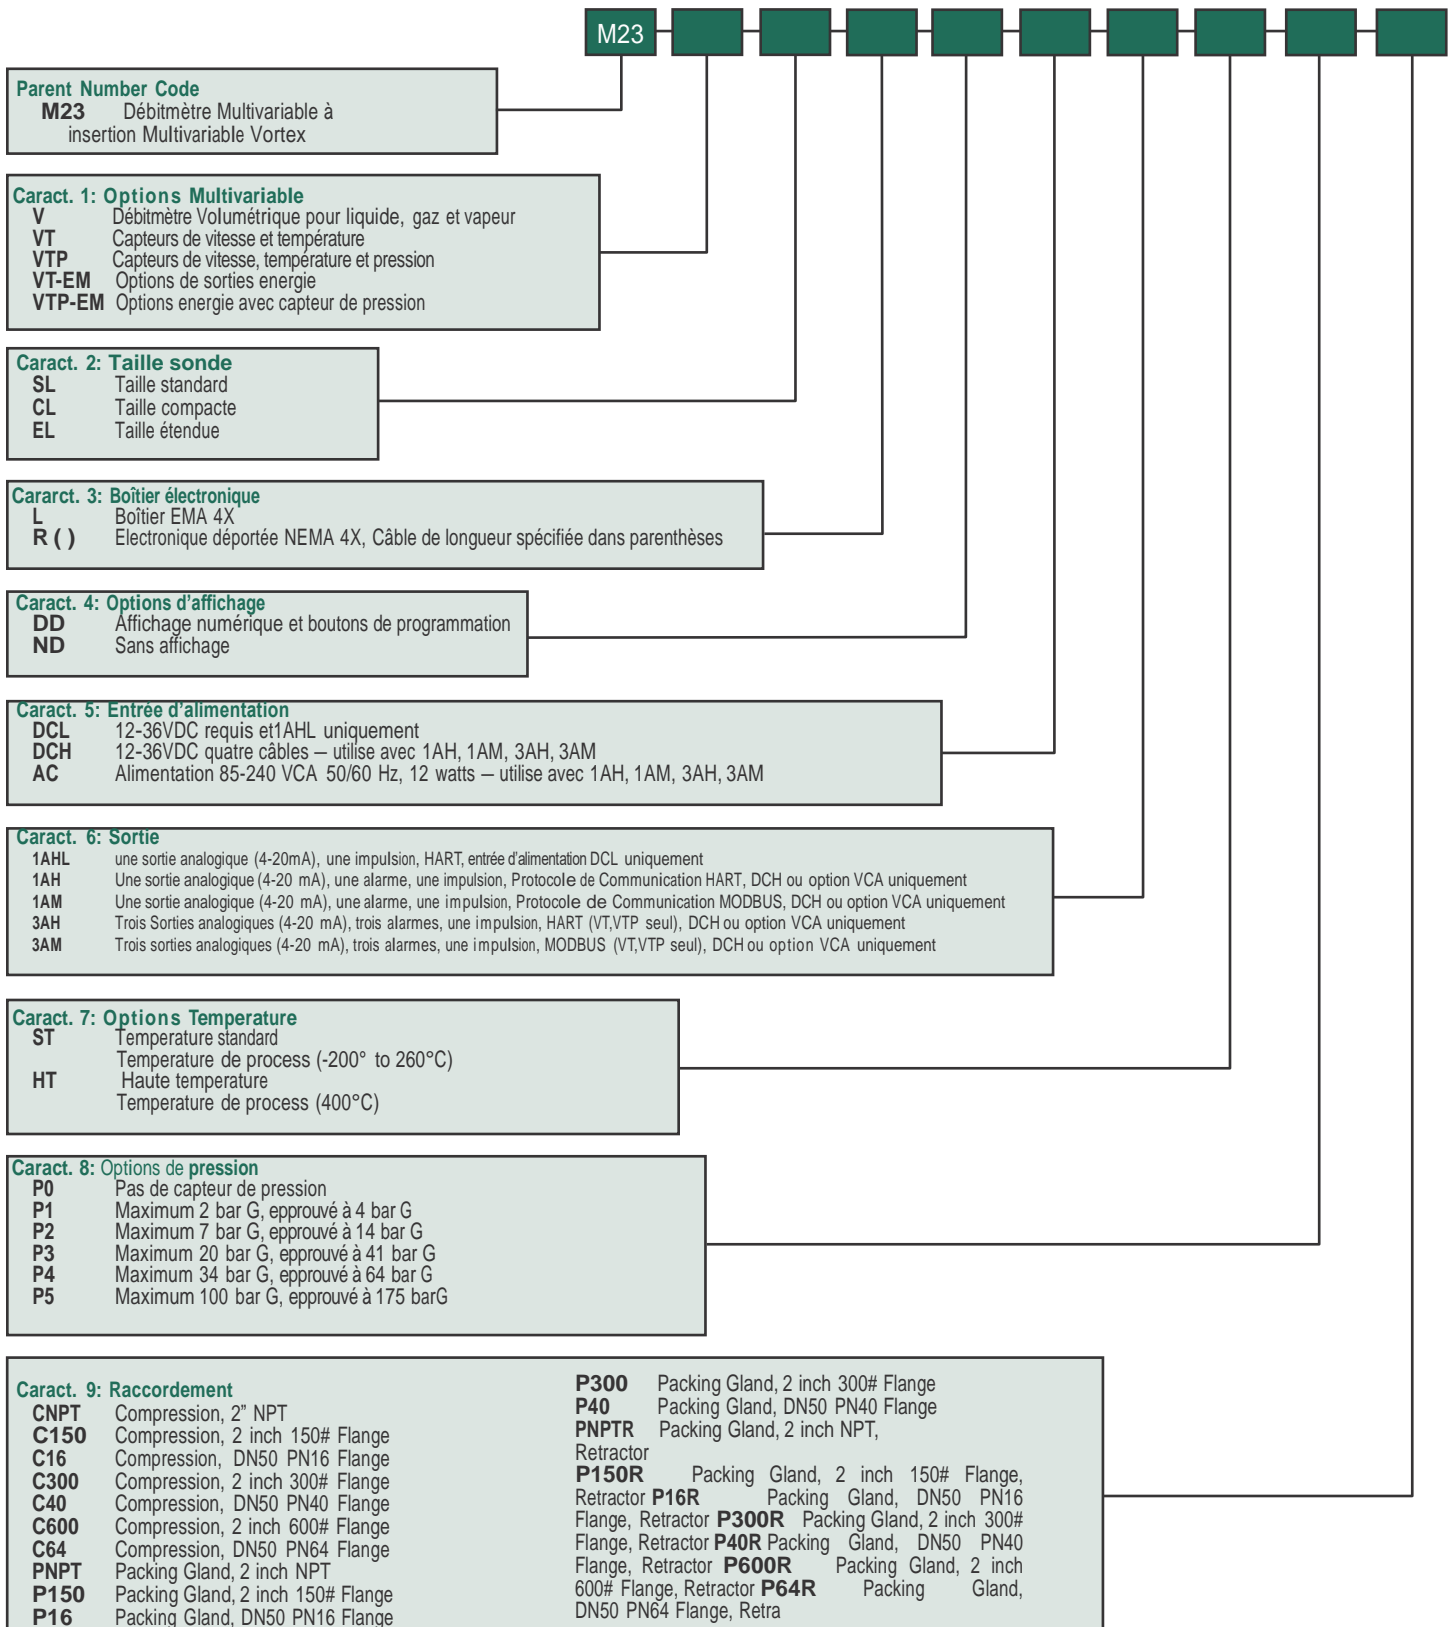 M23
Parent Number Code
M23 Débitmètre Multivariable à
insertion Multivariable Vortex
Caract. 1: Options Multivariable
V Débitmètre Volumétrique pour liquide, gaz et vapeur
VT Capteurs de vitesse et température
VTP Capteurs de vitesse, température et pression
VT-EM Options de sorties energie
VTP-EM Options energie avec capteur de pression
Caract. 2: Taille sonde
SL Taille standard
CL Taille compacte
EL Taille étendue
Cararct. 3: Boîtier électronique
L Boîtier EMA 4X
R ( ) Electronique déportée NEMA 4X, Câble de longueur spécifiée dans parenthèses
Caract. 4: Options d’affichage
DD Affichage numérique et boutons de programmation
ND Sans affichage
Caract. 5: Entrée d’alimentation
DCL 12-36VDC requis et1AHL uniquement
DCH 12-36VDC quatre câbles – utilise avec 1AH, 1AM, 3AH, 3AM
AC Alimentation 85-240 VCA 50/60 Hz, 12 watts – utilise avec 1AH, 1AM, 3AH, 3AM
Caract. 6: Sortie
1AHL une sortie analogique (4-20mA), une impulsion, HART, entrée d’alimentation DCL uniquement
1AH Une sortie analogique (4-20 mA), une alarme, une impulsion, Protocole de Communication HART, DCH ou option VCA uniquement
1AM Une sortie analogique (4-20 mA), une alarme, une impulsion, Protocole de Communication MODBUS, DCH ou option VCA uniquement
3AH Trois Sorties analogiques (4-20 mA), trois alarmes, une impulsion, HART (VT,VTP seul), DCH ou option VCA uniquement
3AM Trois sorties analogiques (4-20 mA), trois alarmes, une impulsion, MODBUS (VT,VTP seul), DCH ou option VCA uniquement
Caract. 7: Options Temperature
ST Temperature standard
Temperature de process (-200° to 260°C)
HT Haute temperature
Temperature de process (400°C)
Caract. 8: Options de pression
P0 Pas de capteur de pression
P1 Maximum 2 bar G, epprouvé à 4 bar G
P2 Maximum 7 bar G, epprouvé à 14 bar G
P3 Maximum 20 bar G, epprouvé à 41 bar G
P4 Maximum 34 bar G, epprouvé à 64 bar G
P5 Maximum 100 bar G, epprouvé à 175 barG
Caract. 9: Raccordement
CNPT Compression, 2” NPT
C150 Compression, 2 inch 150# Flange
C16 Compression, DN50 PN16 Flange
C300 Compression, 2 inch 300# Flange
C40 Compression, DN50 PN40 Flange
C600 Compression, 2 inch 600# Flange
C64 Compression, DN50 PN64 Flange
PNPT Packing Gland, 2 inch NPT
P150 Packing Gland, 2 inch 150# Flange
P16 Packing Gland, DN50 PN16 Flange
P300 Packing Gland, 2 inch 300# Flange
P40 Packing Gland, DN50 PN40 Flange
PNPTR Packing Gland, 2 inch NPT,
Retractor
P150R Packing Gland, 2 inch 150# Flange,
Retractor P16R Packing Gland, DN50 PN16
Flange, Retractor P300R Packing Gland, 2 inch 300#
Flange, Retractor P40R Packing Gland, DN50 PN40
Flange, Retractor P600R Packing Gland, 2 inch
600# Flange, Retractor P64R Packing Gland,
DN50 PN64 Flange, Retra